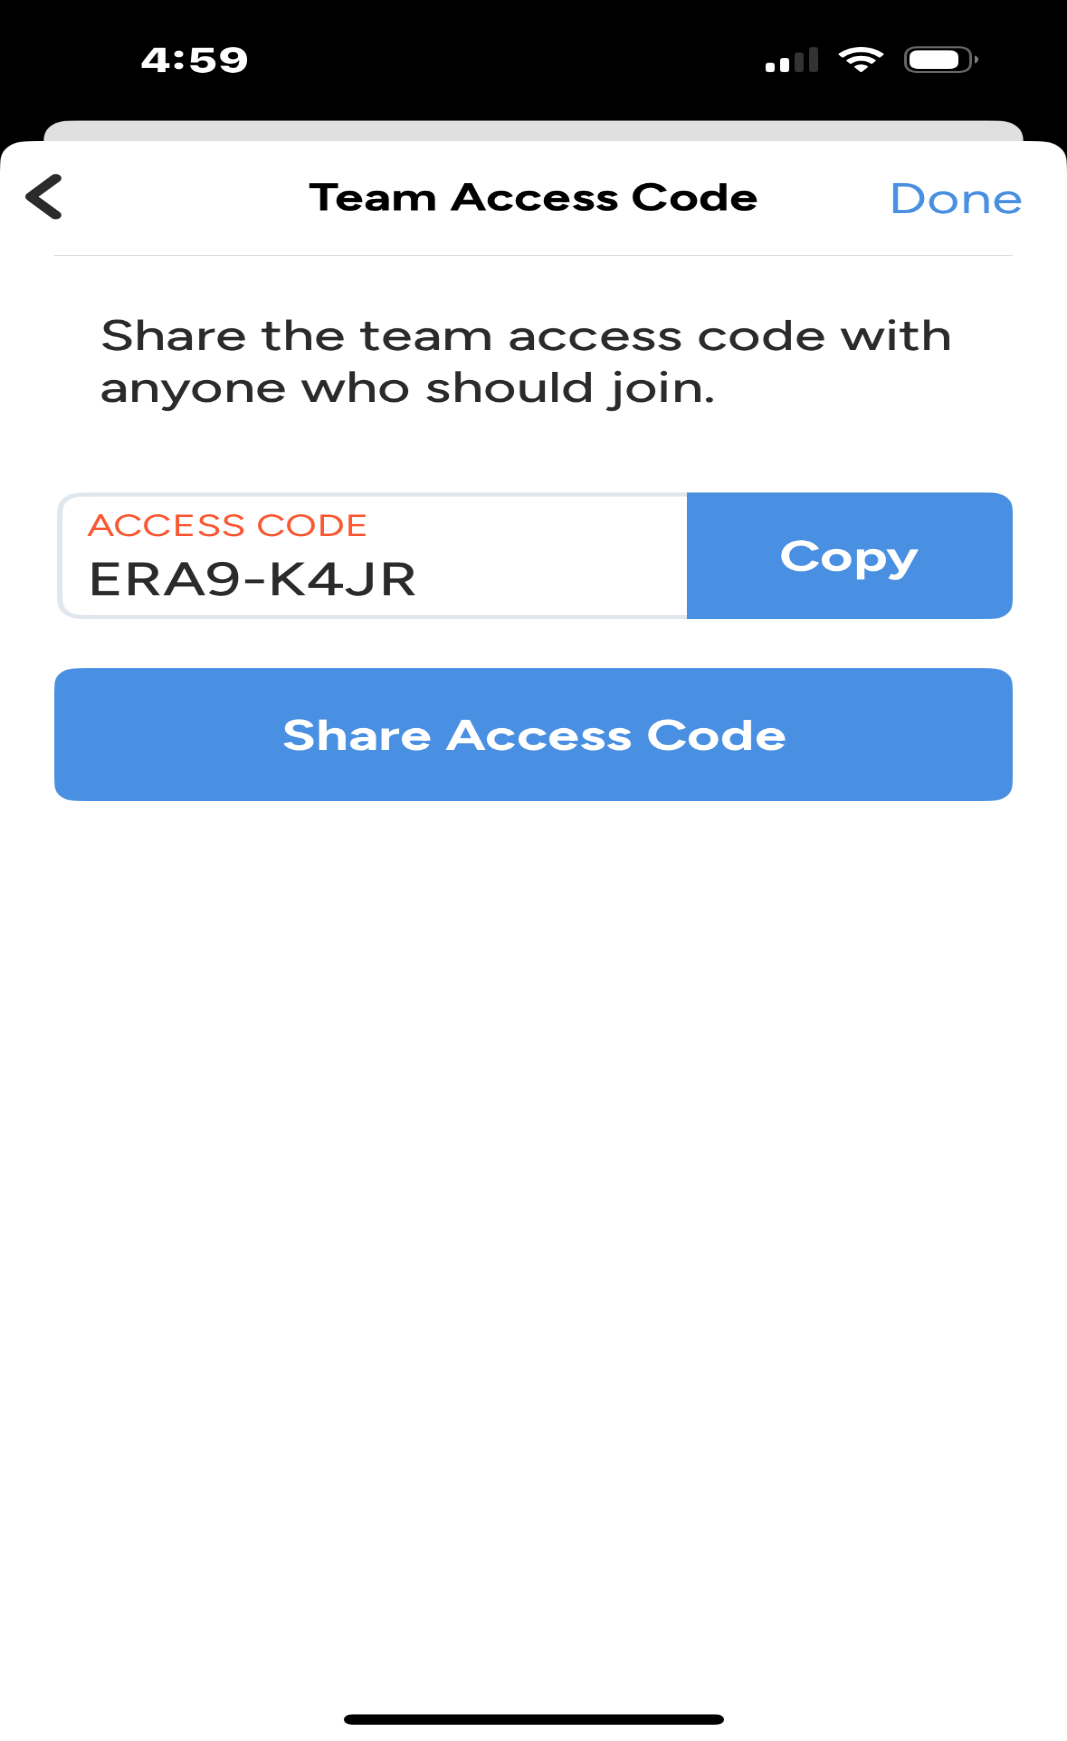 4:59
Team Access Code
Done
Share the team access code with
anyone who should join.
ACCESS CODE
ERA9-K4JR
Copy
Share Access Code